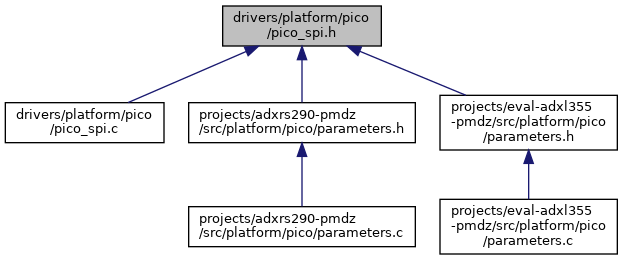 drivers/platform/pico
/pico_spi.h
drivers/platform/pico
/pico_spi.c
projects/adxrs290-pmdz
/src/platform/pico/parameters.h
projects/eval-adxl355
-pmdz/src/platform/pico
/parameters.h
projects/adxrs290-pmdz
/src/platform/pico/parameters.c
projects/eval-adxl355
-pmdz/src/platform/pico
/parameters.c